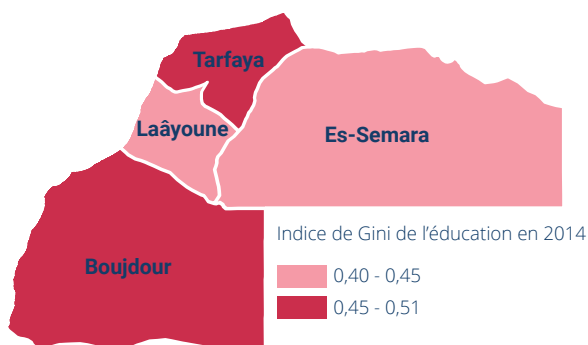 Tarfaya
Laâyoune
Es-Semara
Boujdour
Indice de Gini de l’éducation en 2014
0,40 - 0,45
0,45 - 0,51